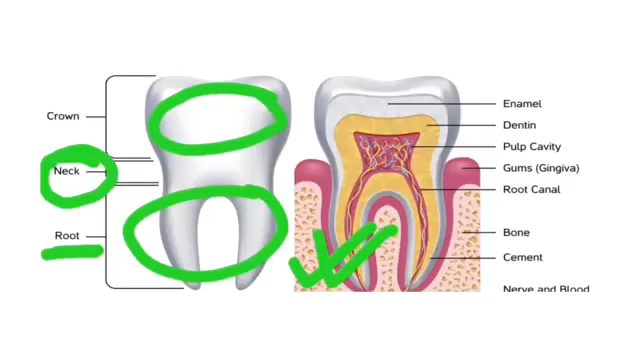 Crown
Neck
Root
Enamel
Dentin
Pulp Cavity
Gums (Gingiva)
Root Canal
Bone
Cement
Nerve and Blood